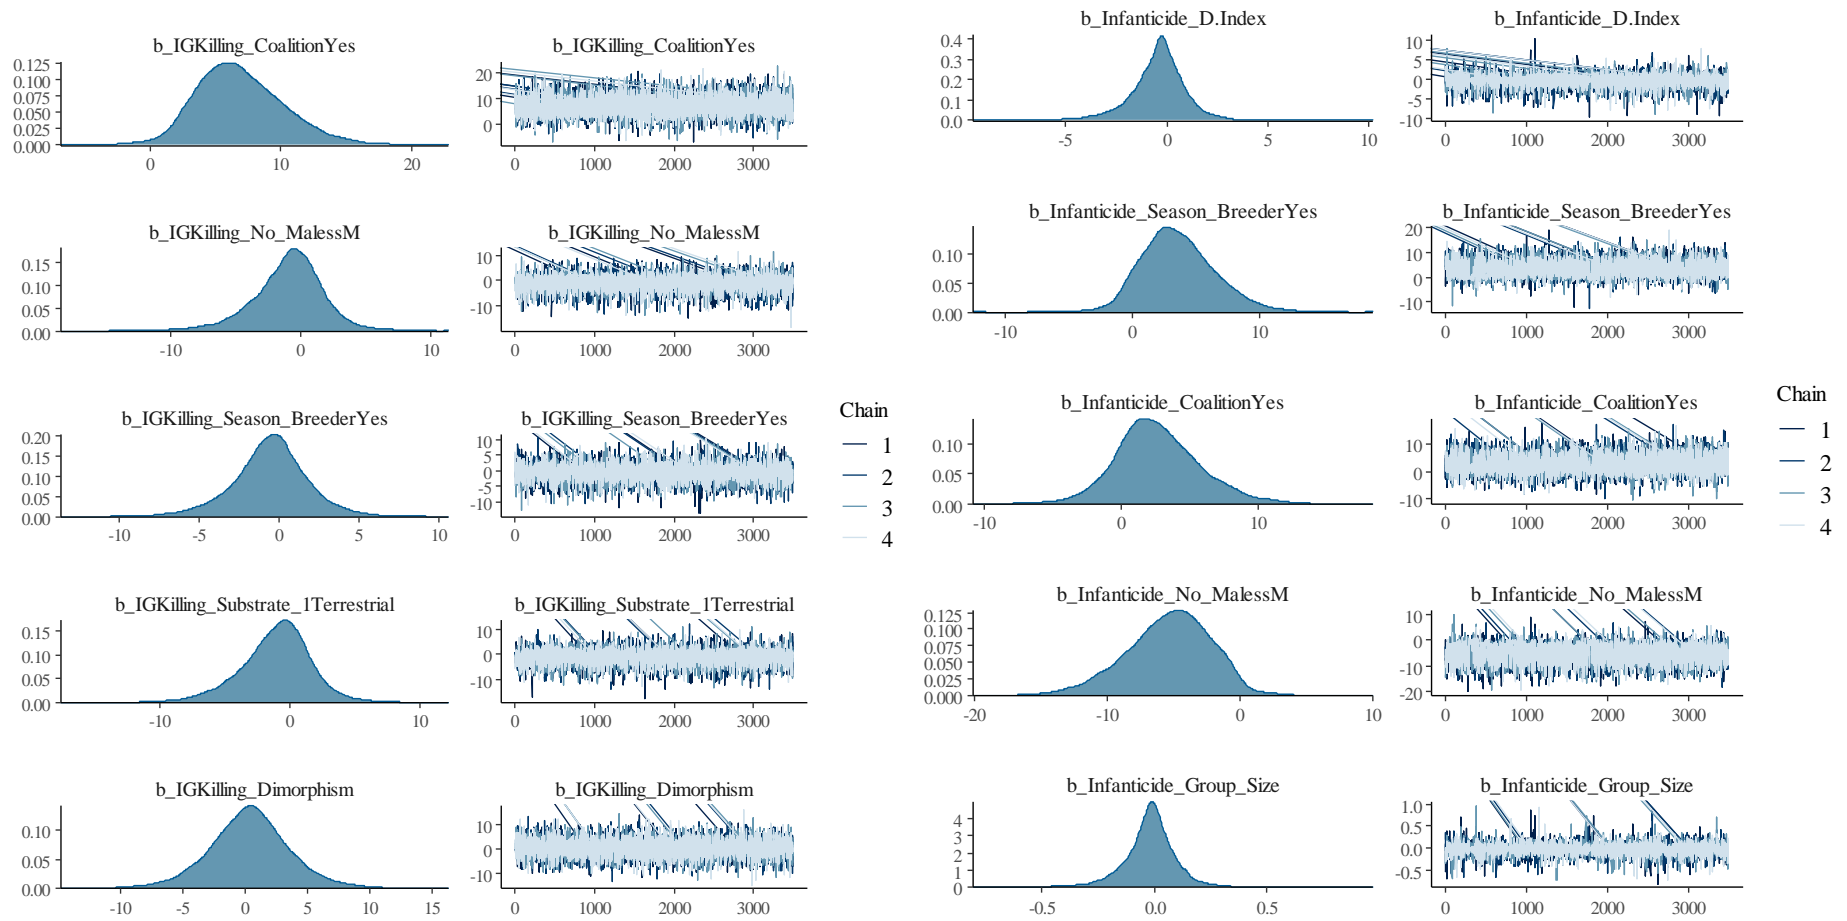 b_IGKilling_CoalitionYes
0.125
0.100
0.075
0.050
0.025
0.000
0 10 20
b_IGKilling_CoalitionYes
20
10
0
0 1000 2000 3000
b_IGKilling_No_MalessM
0.15
0.10
0.05
0.00
-10 0 10
b_IGKilling_No_MalessM
10
0
-10
0 1000 2000 3000
b_IGKilling_Season_BreederYes
0.20
0.15
0.10
0.05
0.00
-10 -5 0 5 10
b_IGKilling_Season_BreederYes
10
5
0
-5
-10
0 1000 2000 3000
b_IGKilling_Substrate_1Terrestrial
0.15
0.10
0.05
0.00
-10 0 10
b_IGKilling_Substrate_1Terrestrial
10
0
-10
0 1000 2000 3000
b_IGKilling_Dimorphism
0.10
0.05
0.00
-10 -5 0 5 10 15
b_IGKilling_Dimorphism
10
0
-10
0 1000 2000 3000
Chain
1
2
3
4
b_Infanticide_D.Index
0.4
0.3
0.2
0.1
0.0
-5 0 5 10
b_Infanticide_D.Index
10
5
0
-5
-10
0 1000 2000 3000
b_Infanticide_Season_BreederYes
0.10
0.05
0.00
-10 0 10
b_Infanticide_Season_BreederYes
20
10
0
-10
0 1000 2000 3000
b_Infanticide_CoalitionYes
0.10
0.05
0.00
-10 0 10
b_Infanticide_CoalitionYes
10
0
-10
0 1000 2000 3000
b_Infanticide_No_MalessM
0.125
0.100
0.075
0.050
0.025
0.000
-20 -10 0 10
b_Infanticide_No_MalessM
10
0
-10
-20
0 1000 2000 3000
b_Infanticide_Group_Size
4
3
2
1
0
-0.5 0.0 0.5
b_Infanticide_Group_Size
1.0
0.5
0.0
-0.5
0 1000 2000 3000
Chain
1
2
3
4